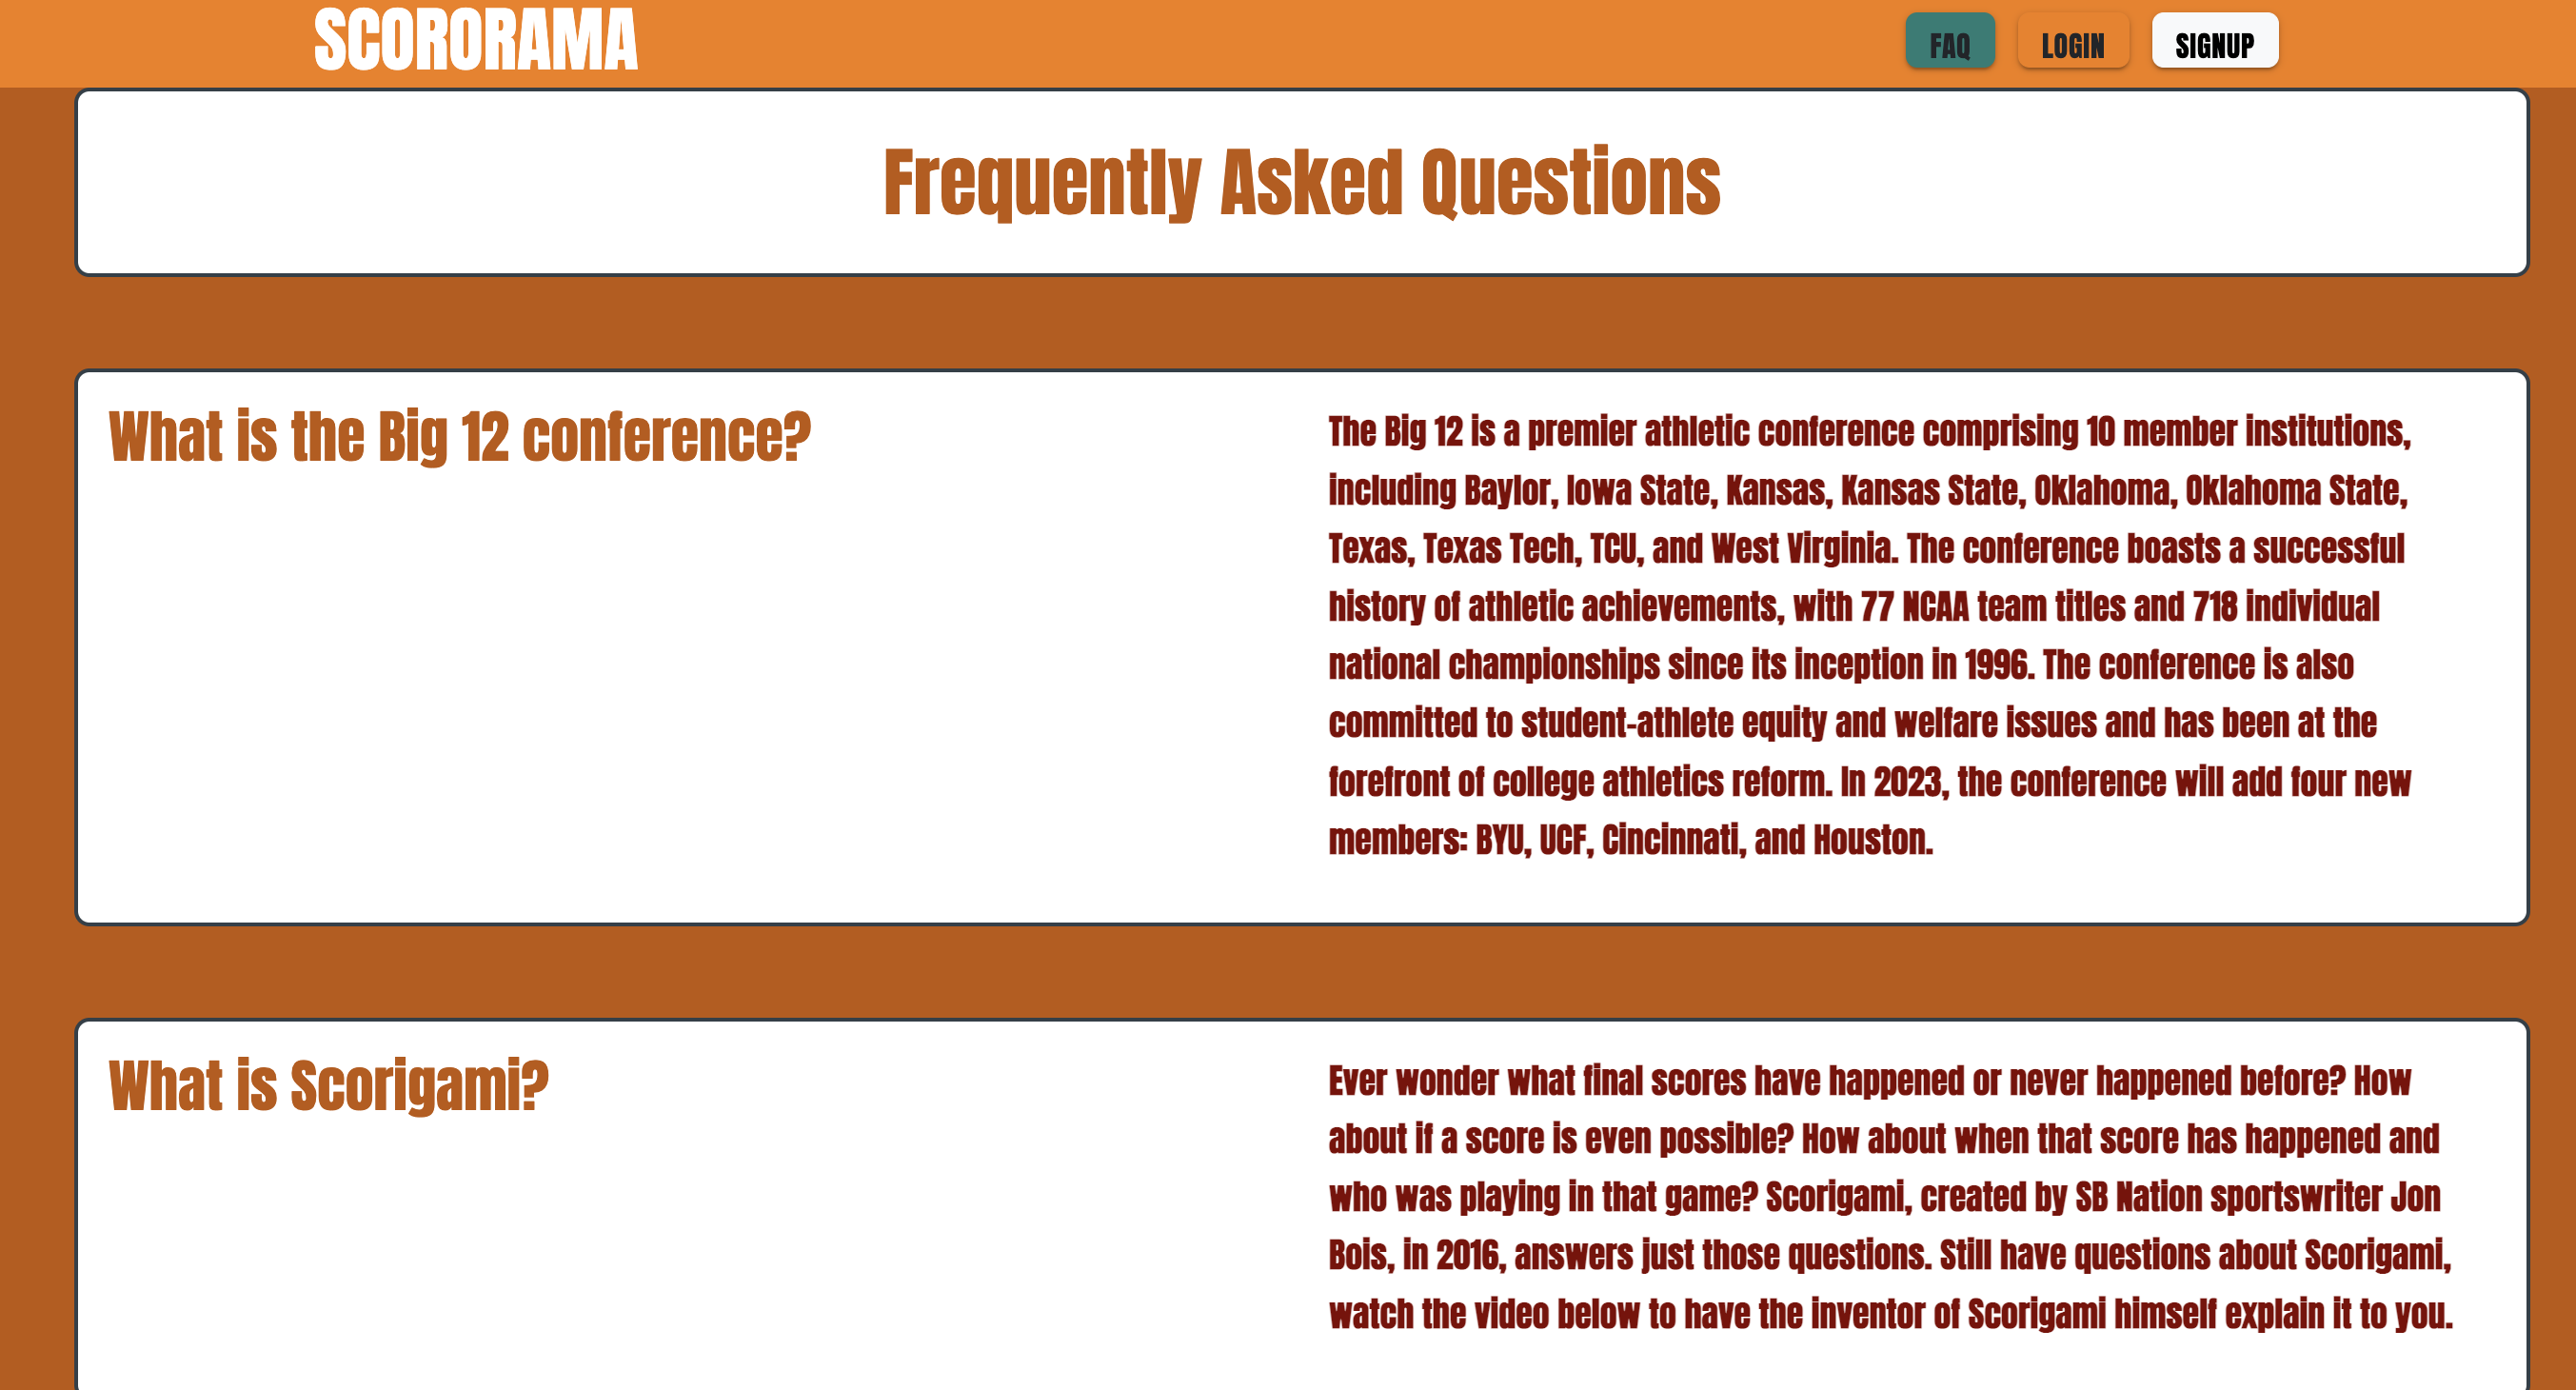 SCORORAMA
FAQ
LOGIN
SIGNUP
Frequently Asked Questions
What is the Big 12 conference?
The Big 12 is a premier athletic conference comprising 10 member institutions,
including Baylor, Iowa State, Kansas, Kansas State, Oklahoma, Oklahoma State,
Texas, Texas Tech, TCU, and West Virginia. The conference boasts a successful
history of athletic achievements, with 77 NCAA team titles and 718 individual
national championships since its inception in 1996. The conference is also
committed to student-athlete equity and welfare issues and has been at the
forefront of college athletics reform. In 2023, the conference will add four new
members: BYU, UCF, Cincinnati, and Houston.
What is Scorigami?
Ever wonder what final scores have happened or never happened before? How
about if a score is even possible? How about when that score has happened and
who was playing in that game? Scorigami, created by SB Nation sportswriter Jon
Bois, in 2016, answers just those questions. Still have questions about Scorigami,
watch the video below to have the inventor of Scorigami himself explain it to you.